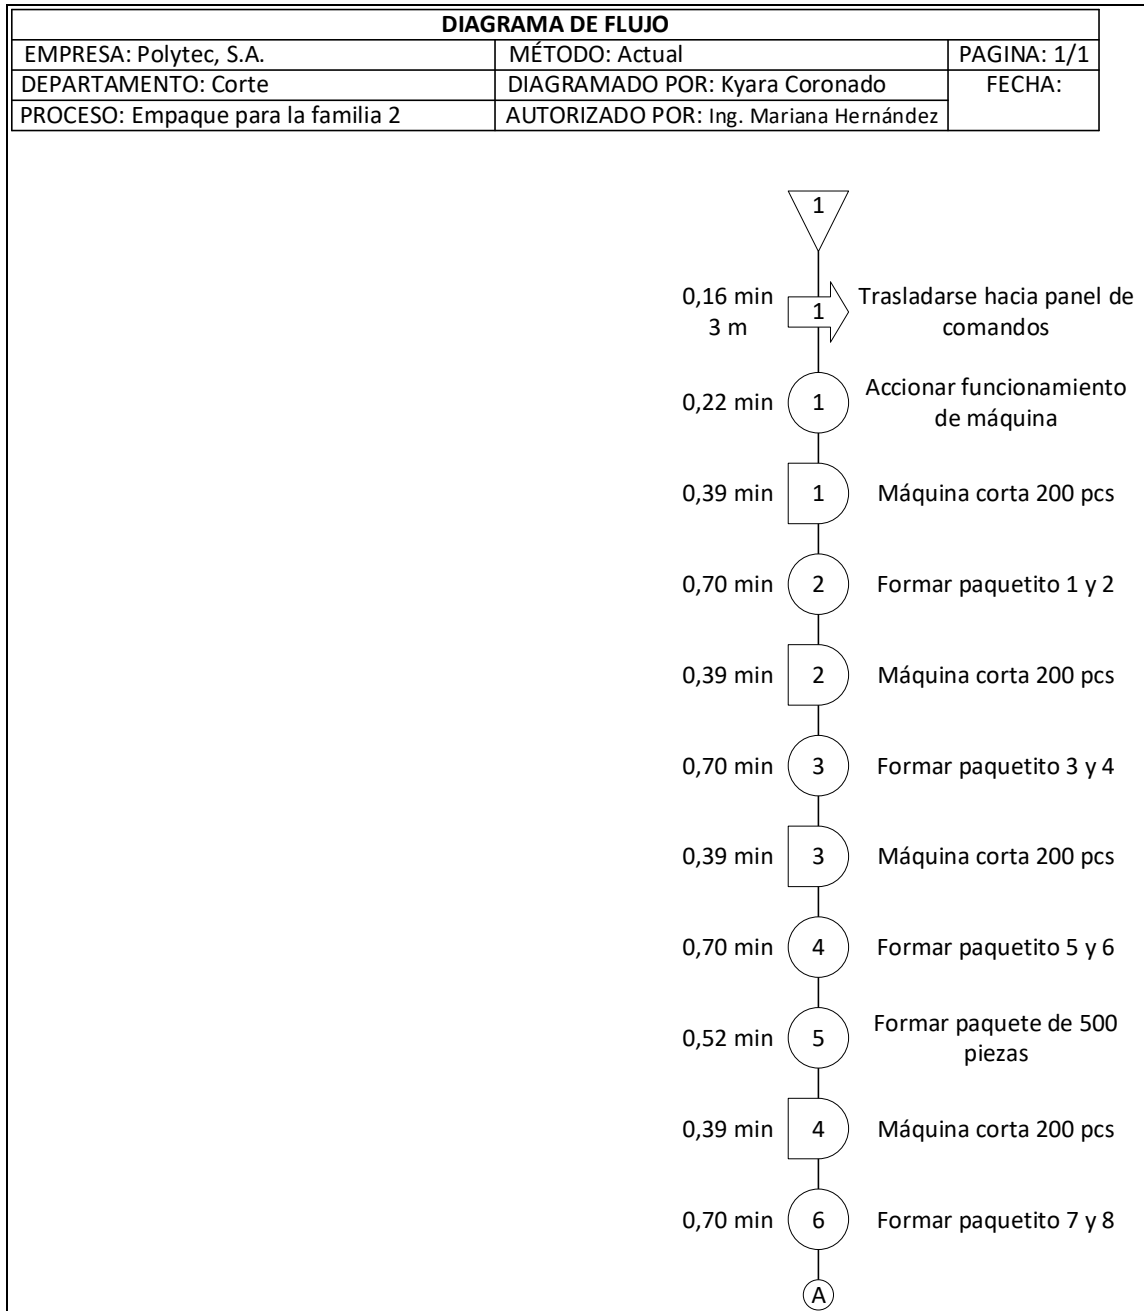 DIAGRAMA DE FLUJO
EMPRESA: Polytec, S.A.
MÉTODO: Actual
PAGINA: 1/1
DEPARTAMENTO: Corte
DIAGRAMADO POR: Kyara Coronado
FECHA:
PROCESO: Empaque para la familia 2
AUTORIZADO POR: Ing. Mariana Hernández
1
0,16 min
3 m
1
Trasladarse hacia panel de
comandos
0,22 min
1
Accionar funcionamiento
de máquina
0,39 min
1
Máquina corta 200 pcs
0,70 min
2
Formar paquetito 1 y 2
0,39 min
2
Máquina corta 200 pcs
0,70 min
3
Formar paquetito 3 y 4
0,39 min
3
Máquina corta 200 pcs
0,70 min
4
Formar paquetito 5 y 6
0,52 min
5
Formar paquete de 500
piezas
0,39 min
4
Máquina corta 200 pcs
0,70 min
6
Formar paquetito 7 y 8
A